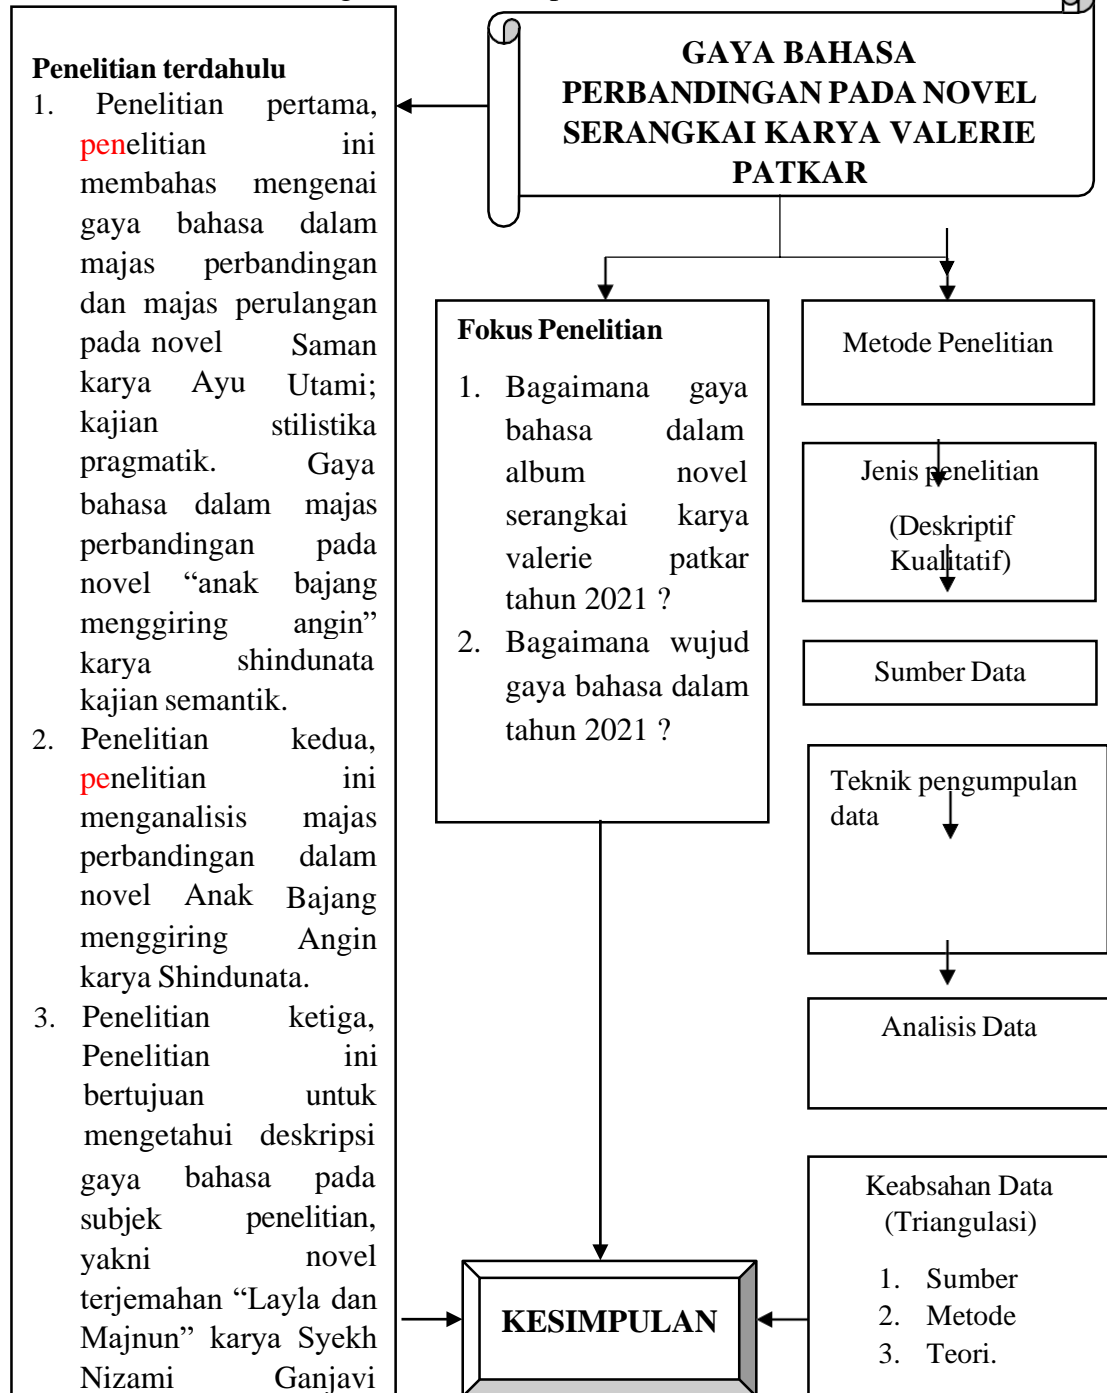 GAYA BAHASA
PERBANDINGAN PADA NOVEL
SERANGKAI KARYA VALERIE
PATKAR
Penelitian terdahulu
1. Penelitian pertama,
penelitian ini
membahas mengenai
gaya bahasa dalam
majas perbandingan
dan majas perulangan
pada novel Saman
karya Ayu Utami;
kajian stilistika
pragmatik. Gaya
bahasa dalam majas
perbandingan pada
novel “anak bajang
menggiring angin”
karya shindunata
kajian semantik.
2. Penelitian kedua,
penelitian ini
menganalisis majas
perbandingan dalam
novel Anak Bajang
menggiring Angin
karya Shindunata.
3. Penelitian ketiga,
Penelitian ini
bertujuan untuk
mengetahui deskripsi
gaya bahasa pada
subjek penelitian,
yakni novel
terjemahan “Layla dan
Majnun” karya Syekh
Nizami Ganjavi
Fokus Penelitian
1. Bagaimana gaya
bahasa dalam
album novel
serangkai karya
valerie patkar
tahun 2021 ?
2. Bagaimana wujud
gaya bahasa dalam
tahun 2021 ?
Metode Penelitian
Jenis penelitian
(Deskriptif
Kualitatif)
Sumber Data
Teknik pengumpulan
data
Analisis Data
Keabsahan Data
(Triangulasi)
1. Sumber
2. Metode
3. Teori.
KESIMPULAN